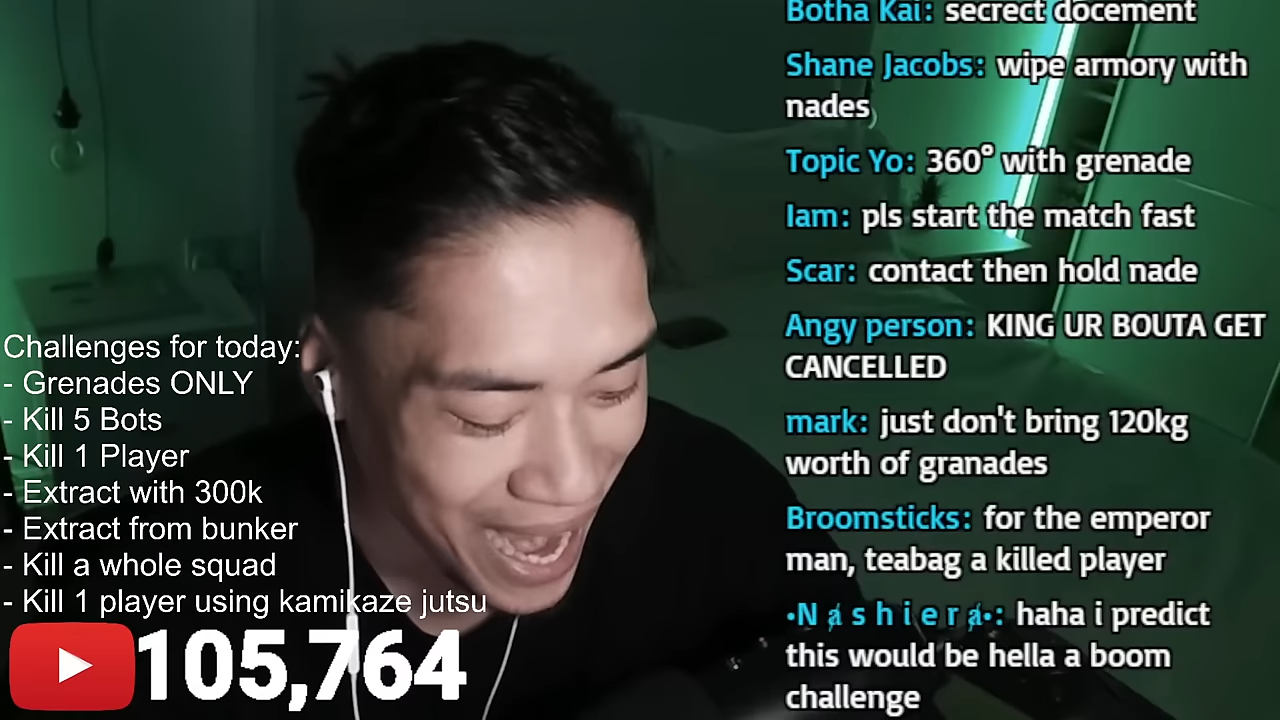 Botha Kai: secrect docement
Shane Jacobs: wipe armory with
nades
Topic Yo: 360° with grenade
Iam: pls start the match fast
Scar: contact then hold nade
Angy person: KING UR BOUTA GET
CANCELLED
mark: just don't bring 120kg
worth of granades
Broomsticks: for the emperor
man, teabag a killed player
•N a̸ s h i e r a̸•: haha i predict
this would be hella a boom
challenge
Challenges for today:
- Grenades ONLY
- Kill 5 Bots
- Kill 1 Player
- Extract with 300k
- Extract from bunker
- Kill a whole squad
- Kill 1 player using kamikaze jutsu
105,764